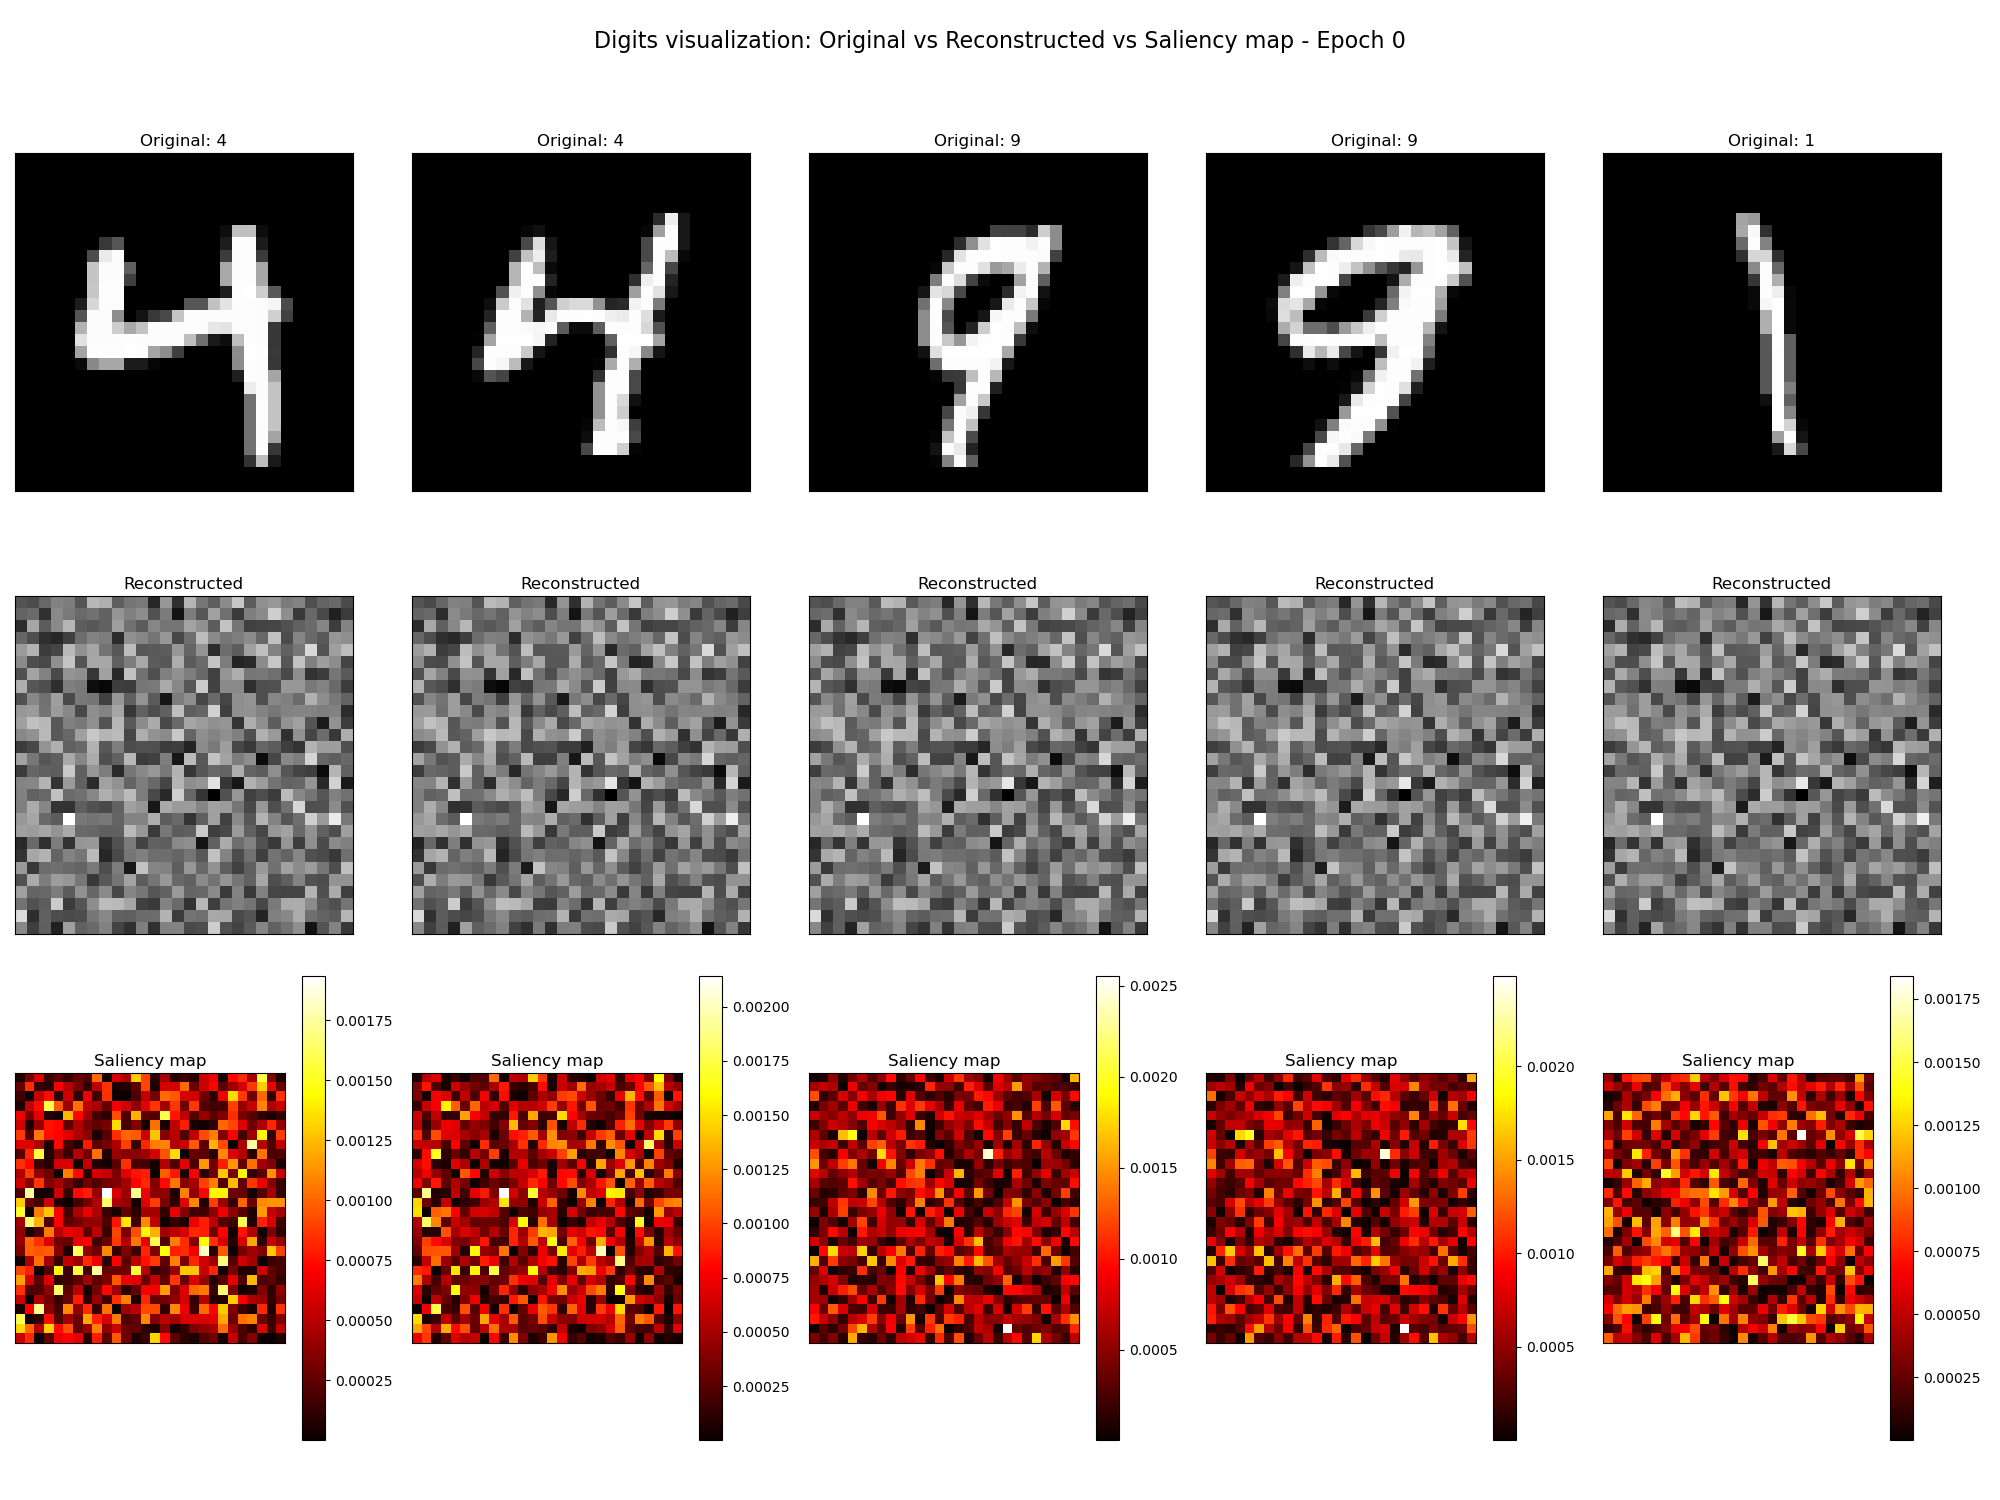 Digits visualization: Original vs Reconstructed vs Saliency map - Epoch 0
Original: 4
Original: 4
Original: 9
Original: 9
Original: 1
4
4
9
9
1
Reconstructed
Reconstructed
Reconstructed
Reconstructed
Reconstructed
Saliency map
0.00175
0.00150
0.00125
0.00100
0.00075
0.00050
0.00025
Saliency map
0.00200
0.00175
0.00150
0.00125
0.00100
0.00075
0.00050
0.00025
Saliency map
0.0025
0.0020
0.0015
0.0010
0.0005
Saliency map
0.0020
0.0015
0.0010
0.0005
Saliency map
0.00175
0.00150
0.00125
0.00100
0.00075
0.00050
0.00025